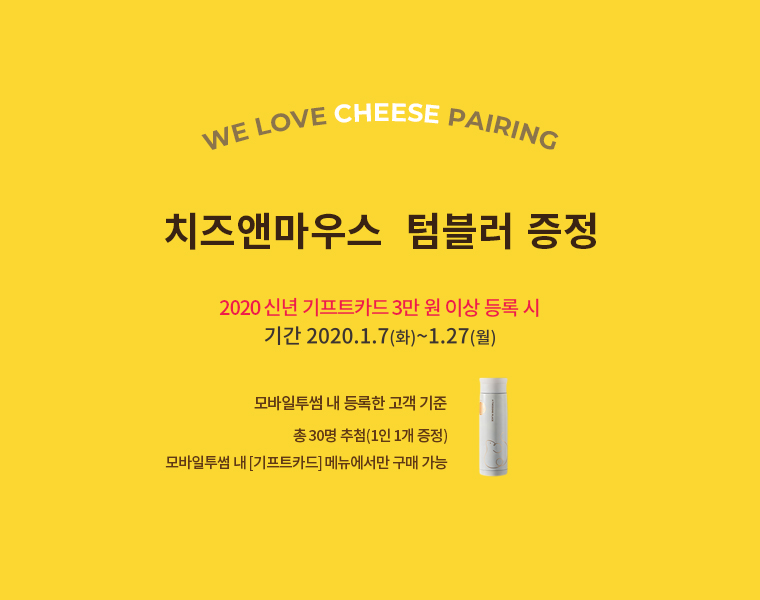 WE LOVE CHEESE PAIRING
치즈앤마우스 텀블러 증정
2020 신년 기프트카드 3만 원 이상 등록 시
기간 2020.1.7(화)~1.27(월)
모바일투썸 내 등록한 고객 기준
총 30명 추첨(1인 1개 증정)
모바일투썸 내 [기프트카드] 메뉴에서만 구매 가능